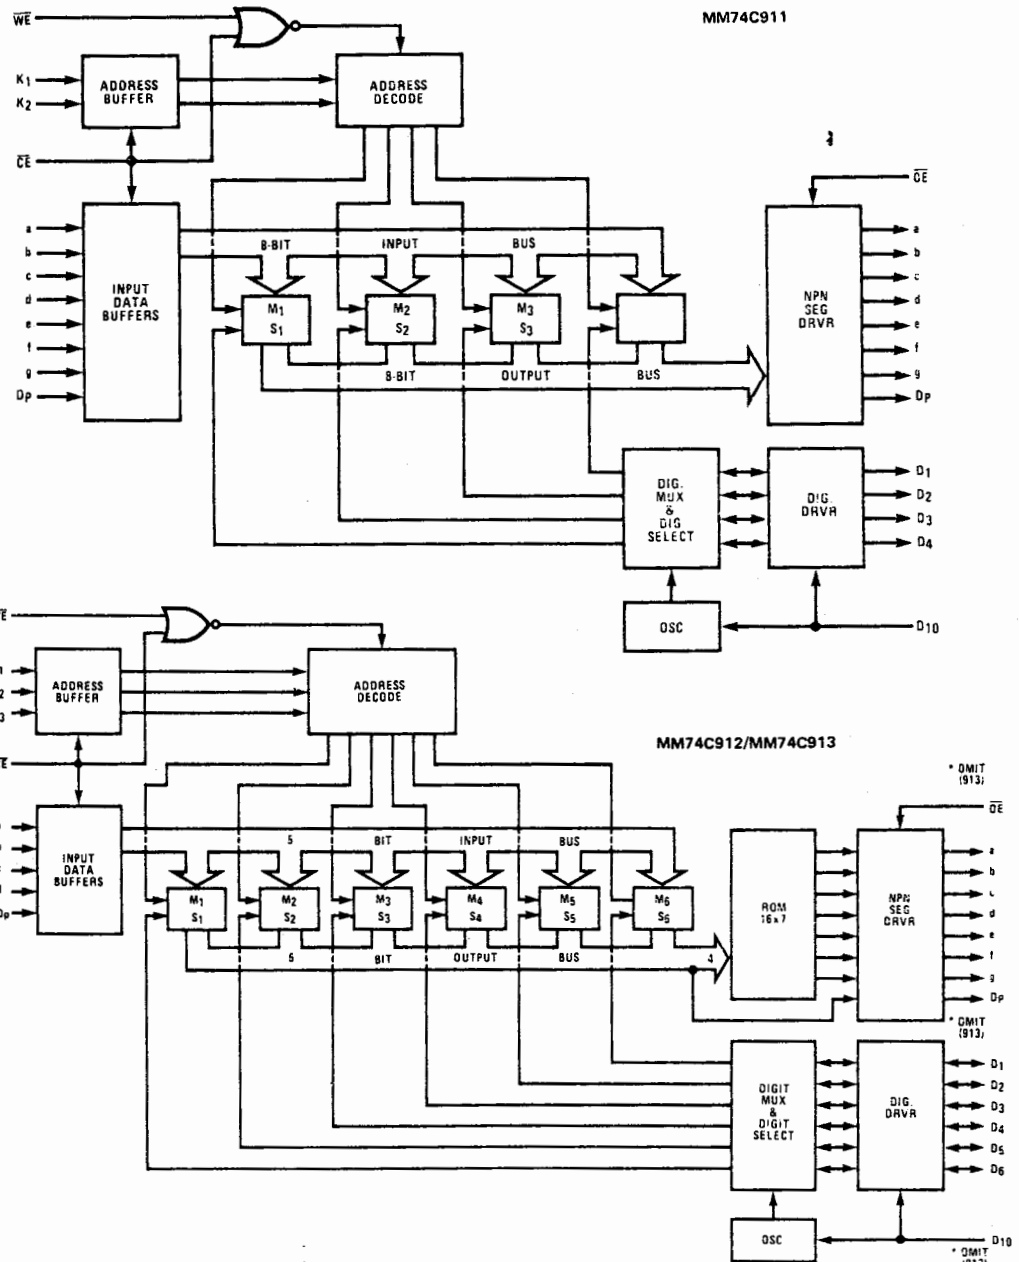 MM74C911
WE
K1
K2
ADDRESS
BUFFER
ADDRESS
DECODE
CE
OE
a
b
c
d
e
f
g
Dp
INPUT
DATA
BUFFERS
8-BIT INPUT BUS
M1
S1
M2
S2
M3
S3
8-BIT OUTPUT BUS
NPN
SEG
DRVR
a
b
c
d
e
f
g
Dp
DIG.
MUX
&
DIG
SELECT
DIG.
DRVR
D1
D2
D3
D4
OSC
D10
MM74C912/MM74C913
E
ADDRESS
BUFFER
ADDRESS
DECODE
2
3
E
* OMIT
(913)
OE
INPUT
DATA
BUFFERS
Dp
5 BIT INPUT BUS
M1
S1
M2
S2
M3
S3
M4
S4
M5
S5
M6
S6
5 BIT OUTPUT BUS 4
ROM
16x7
NPN
SEG
DRVR
a
b
c
d
e
f
g
Dp
* OMIT
(913)
DIGIT
MUX
&
DIGIT
SELECT
DIG.
DRVR
D1
D2
D3
D4
D5
D6
OSC
D10
* OMIT